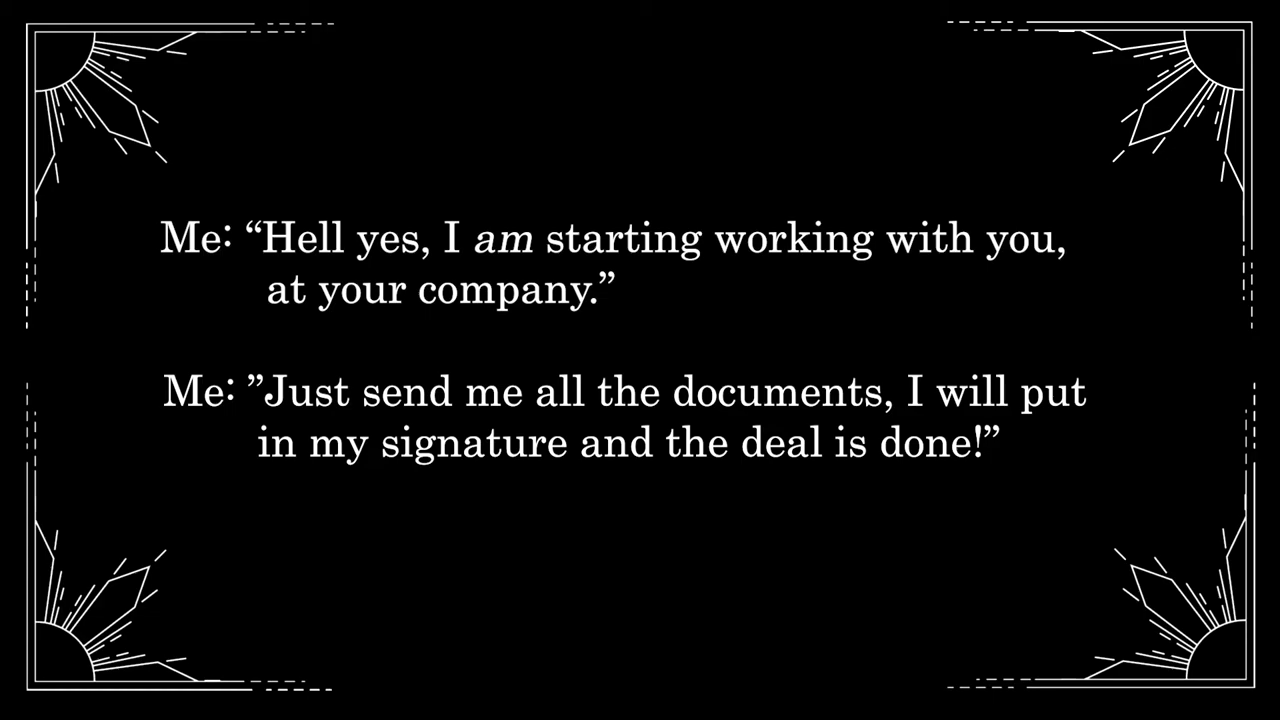 Me: “Hell yes, I am starting working with you,
at your company.”
Me: ”Just send me all the documents, I will put
in my signature and the deal is done!”